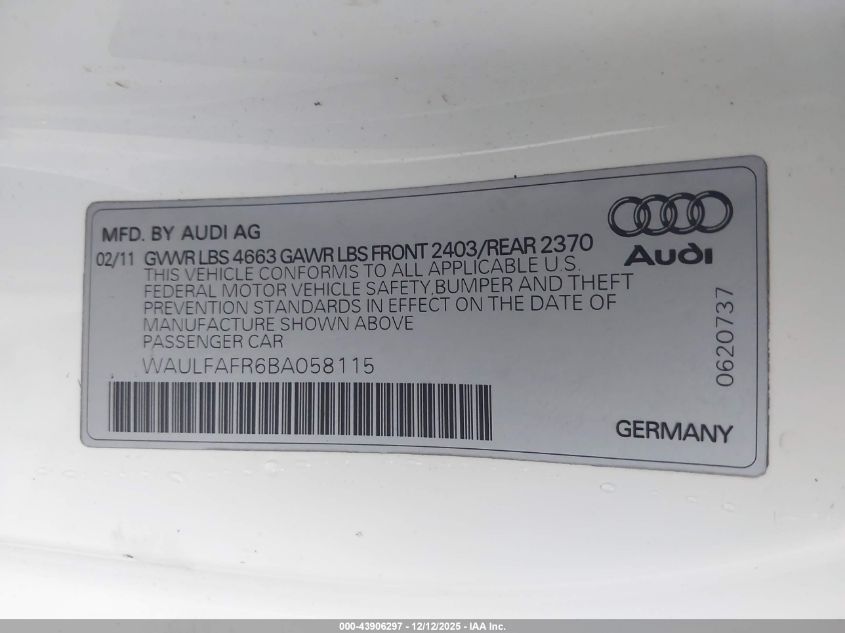 MFD. BY AUDI AG
02/11 GVWR LBS 4663 GAWR LBS FRONT 2403/REAR 2370
THIS VEHICLE CONFORMS TO ALL APPLICABLE U.S.
FEDERAL MOTOR VEHICLE SAFETY,BUMPER AND THEFT
PREVENTION STANDARDS IN EFFECT ON THE DATE OF
MANUFACTURE SHOWN ABOVE
PASSENGER CAR
WAULFAFR6BA058115
Audi
0620737
GERMANY
000-43906297 - 12/12/2025 - IAA Inc.